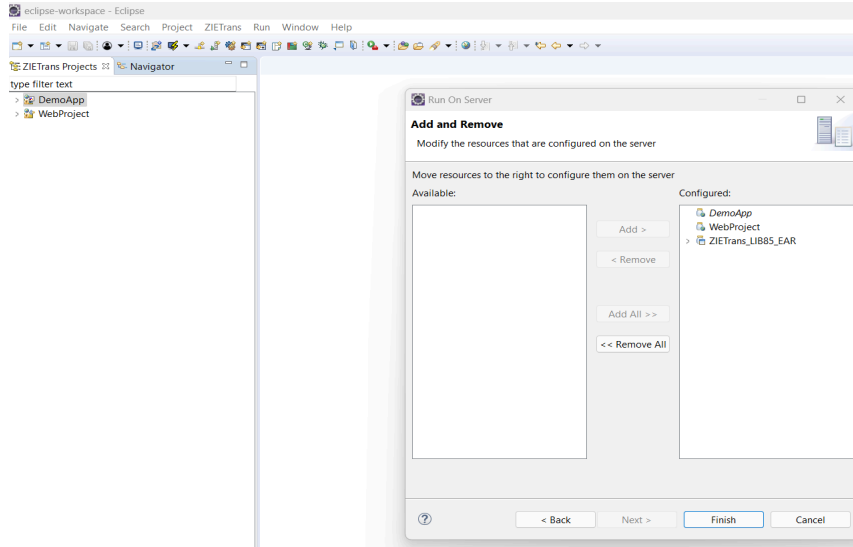 eclipse-workspace - Eclipse
File Edit Navigate Search Project ZIETrans Run Window Help
ZIETrans Projects Navigator
type filter text
DemoApp
WebProject
Run On Server
Add and Remove
Modify the resources that are configured on the server
Move resources to the right to configure them on the server
Available:
Configured:
DemoApp
WebProject
ZIETrans_LIB85_EAR
Add >
< Remove
Add All >>
<< Remove All
< Back Next > Finish Cancel